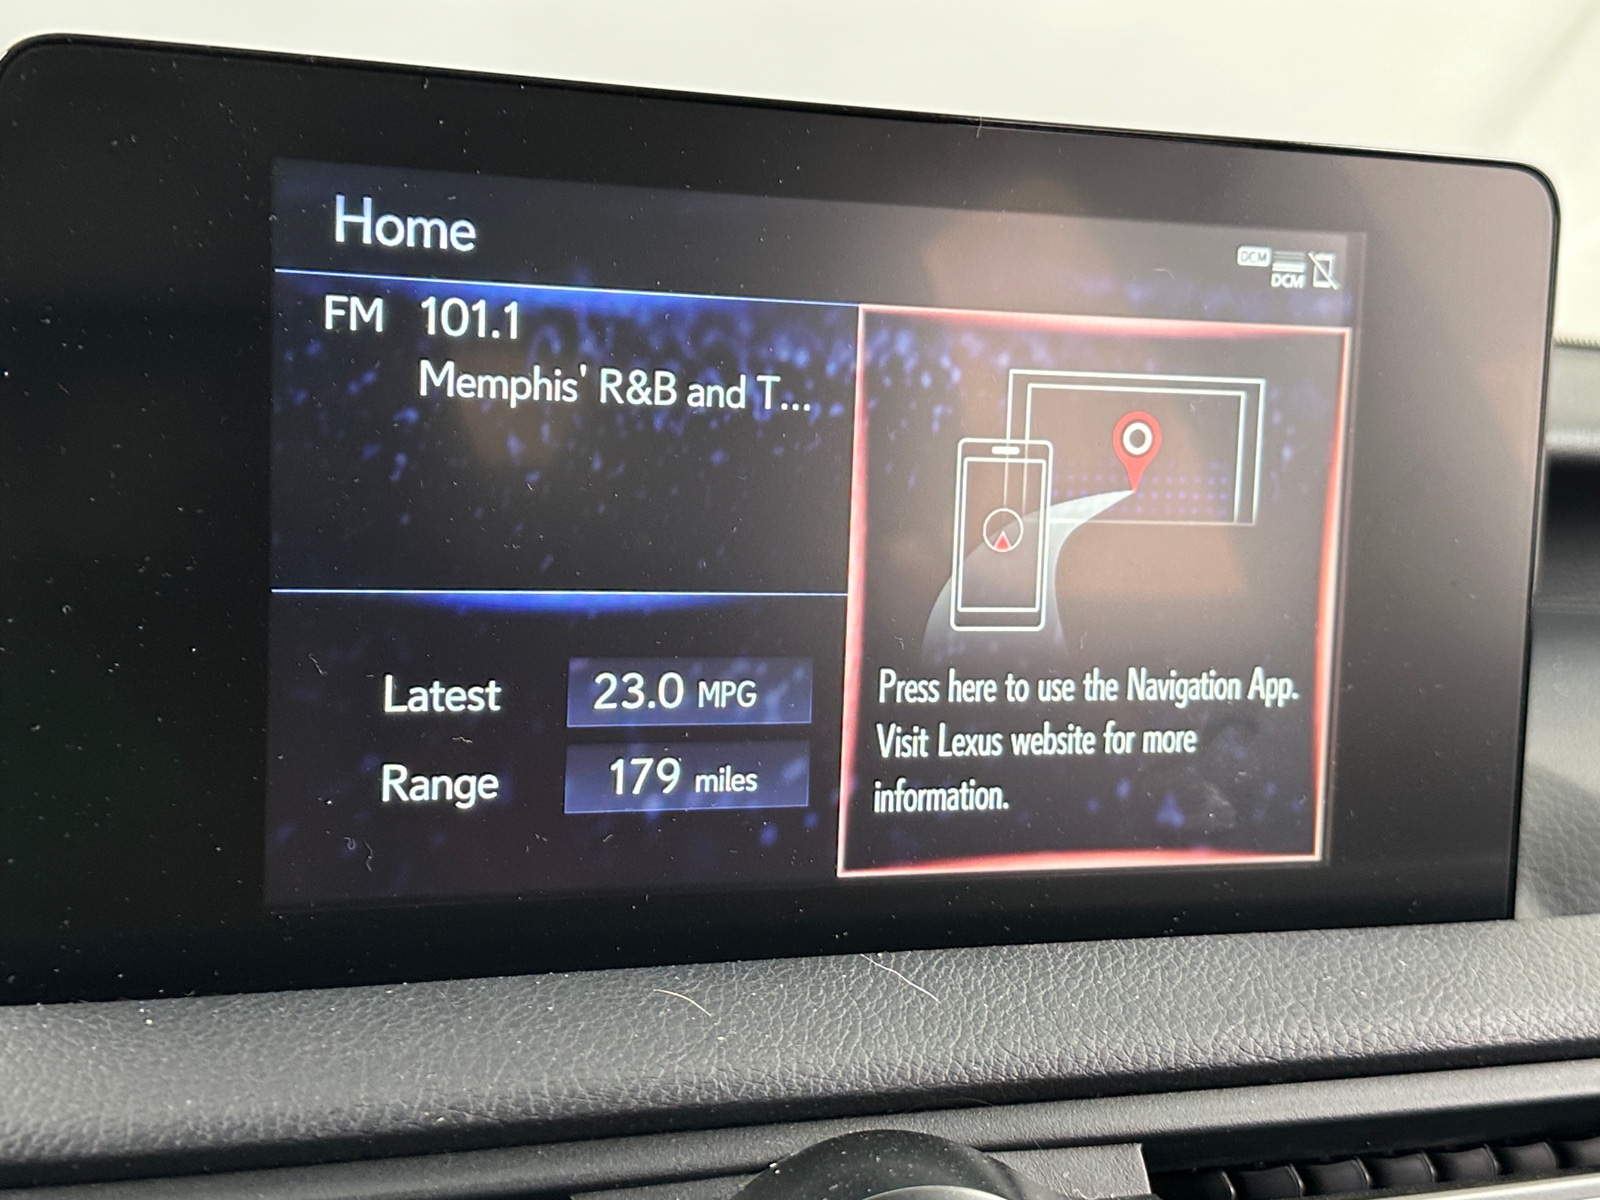 Home
DCM
DCM
FM 101.1
Memphis' R&B and T...
Latest 23.0 MPG
Range 179 miles
Press here to use the Navigation App.
Visit Lexus website for more
information.